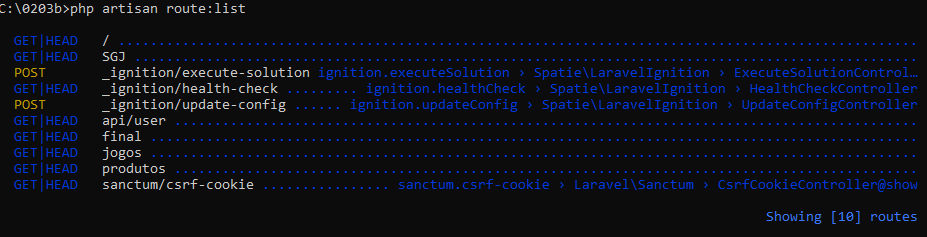 C:\0203b>php artisan route:list
GET|HEAD / ....................................................................................................
GET|HEAD SGJ ..................................................................................................
POST _ignition/execute-solution ignition.executeSolution › Spatie\LaravelIgnition › ExecuteSolutionControl…
GET|HEAD _ignition/health-check ......... ignition.healthCheck › Spatie\LaravelIgnition › HealthCheckController
POST _ignition/update-config ...... ignition.updateConfig › Spatie\LaravelIgnition › UpdateConfigController
GET|HEAD api/user .............................................................................................
GET|HEAD final ................................................................................................
GET|HEAD jogos ................................................................................................
GET|HEAD produtos .............................................................................................
GET|HEAD sanctum/csrf-cookie ................ sanctum.csrf-cookie › Laravel\Sanctum › CsrfCookieController@show
Showing [10] routes